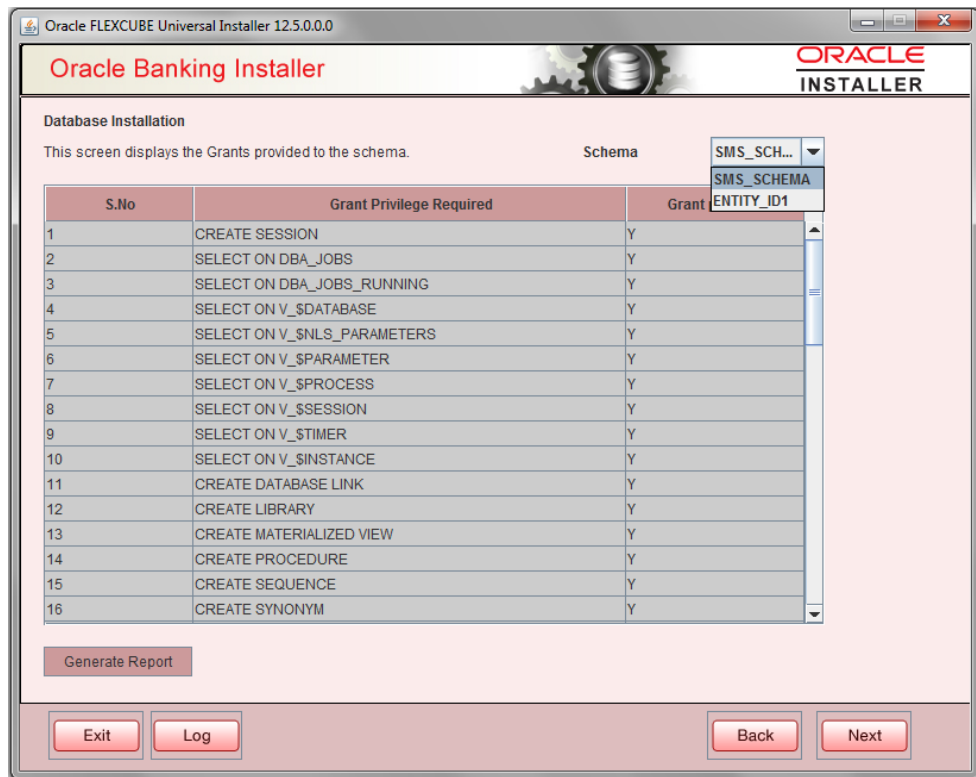 Oracle FLEXCUBE Universal Installer 12.5.0.0.0
Oracle Banking Installer
ORACLE
INSTALLER
Database Installation
This screen displays the Grants provided to the schema.
Schema
SMS_SCH...
SMS_SCHEMA
ENTITY_ID1
S.No Grant Privilege Required Grant
1 CREATE SESSION Y
2 SELECT ON DBA_JOBS Y
3 SELECT ON DBA_JOBS_RUNNING Y
4 SELECT ON V_$DATABASE Y
5 SELECT ON V_$NLS_PARAMETERS Y
6 SELECT ON V_$PARAMETER Y
7 SELECT ON V_$PROCESS Y
8 SELECT ON V_$SESSION Y
9 SELECT ON V_$TIMER Y
10 SELECT ON V_$INSTANCE Y
11 CREATE DATABASE LINK Y
12 CREATE LIBRARY Y
13 CREATE MATERIALIZED VIEW Y
14 CREATE PROCEDURE Y
15 CREATE SEQUENCE Y
16 CREATE SYNONYM Y
Generate Report
Exit Log Back Next